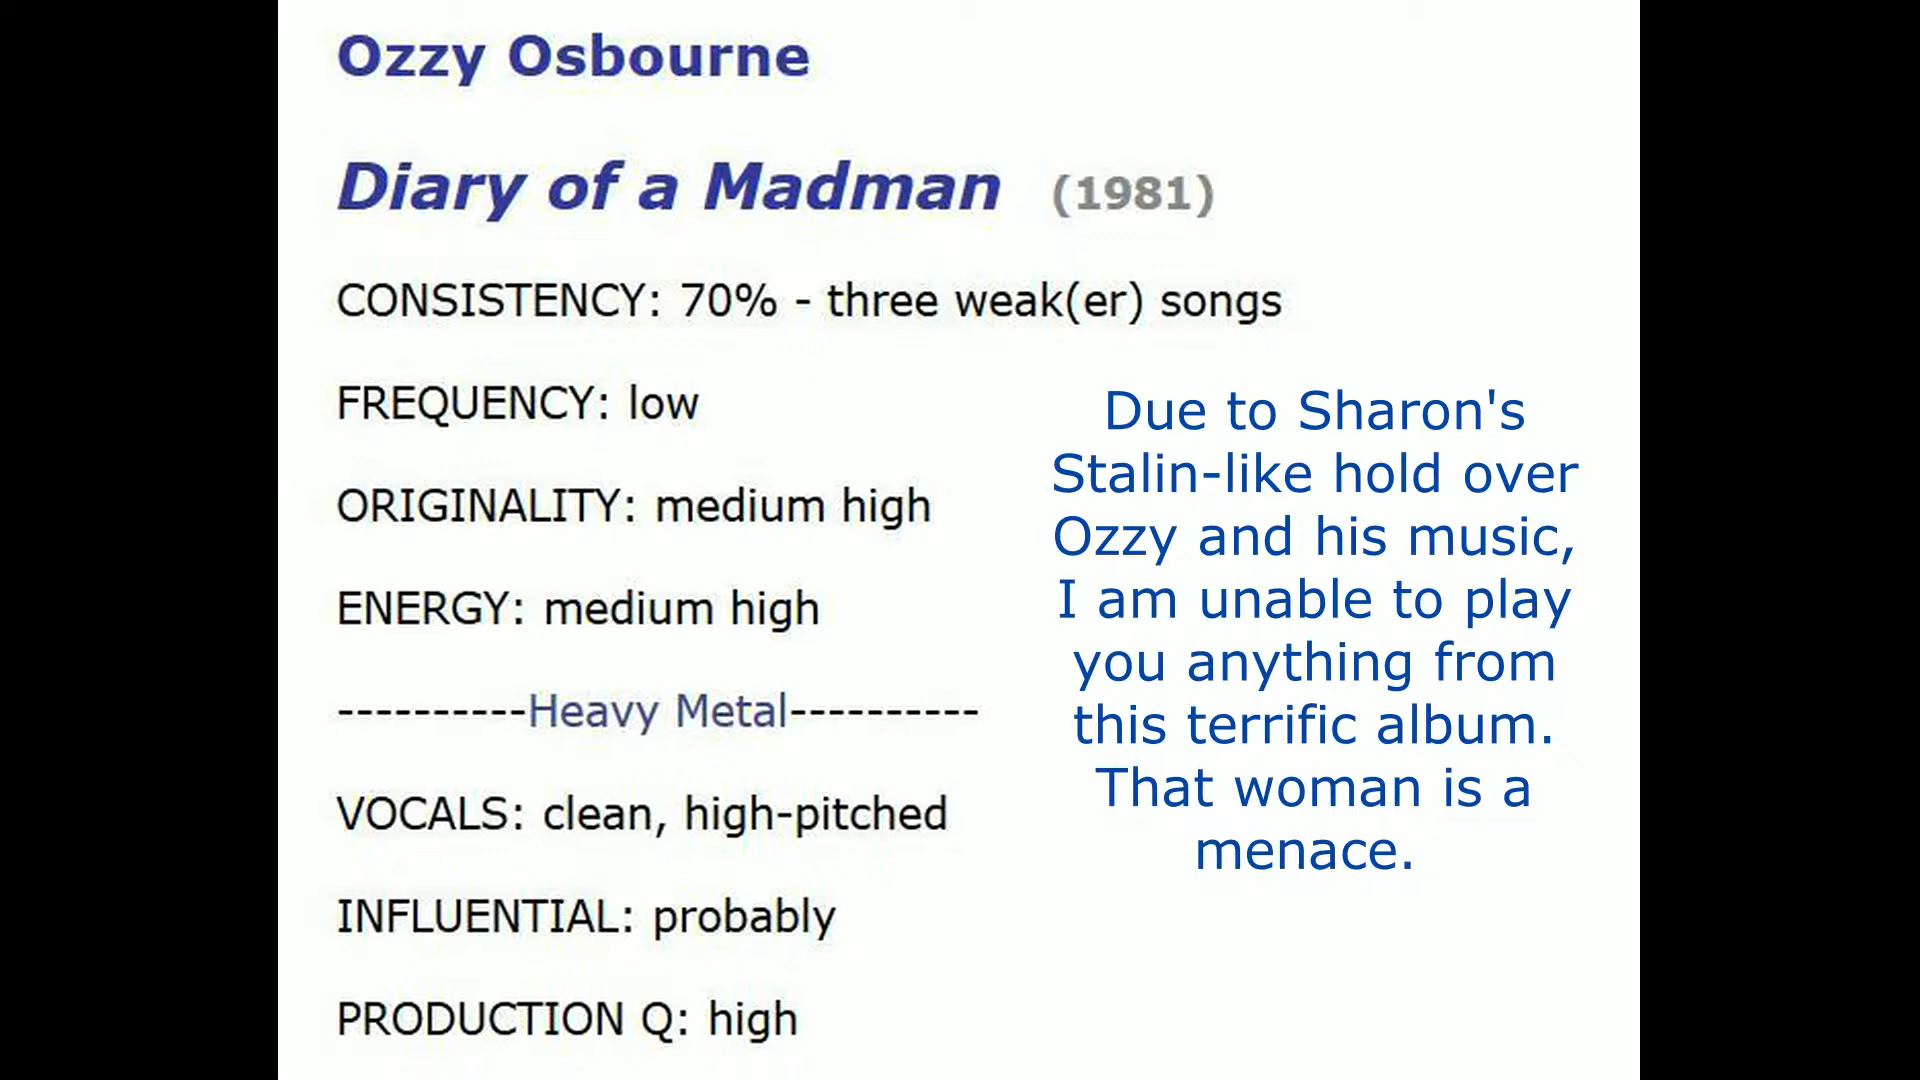 Ozzy Osbourne
Diary of a Madman (1981)
CONSISTENCY: 70% - three weak(er) songs
FREQUENCY: low
ORIGINALITY: medium high
ENERGY: medium high
----------Heavy Metal----------
VOCALS: clean, high-pitched
INFLUENTIAL: probably
PRODUCTION Q: high
Due to Sharon's
Stalin-like hold over
Ozzy and his music,
I am unable to play
you anything from
this terrific album.
That woman is a
menace.